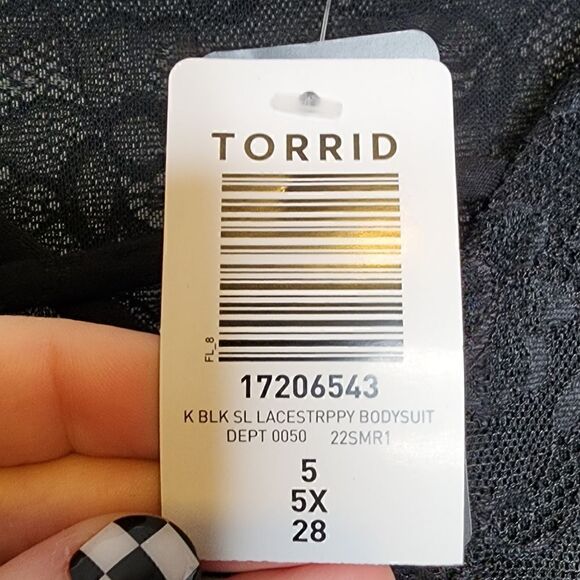 TORRID
FL_8
17206543
K BLK SL LACESTRPPY BODYSUIT
DEPT 0050 22SMR1
5
5X
28